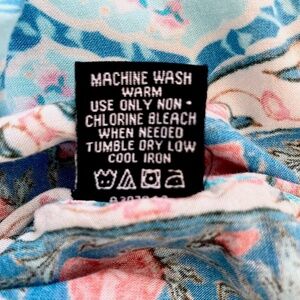 MACHINE WASH
WARM
USE ONLY NON -
CHLORINE BLEACH
WHEN NEEDED
TUMBLE DRY LOW
COOL IRON